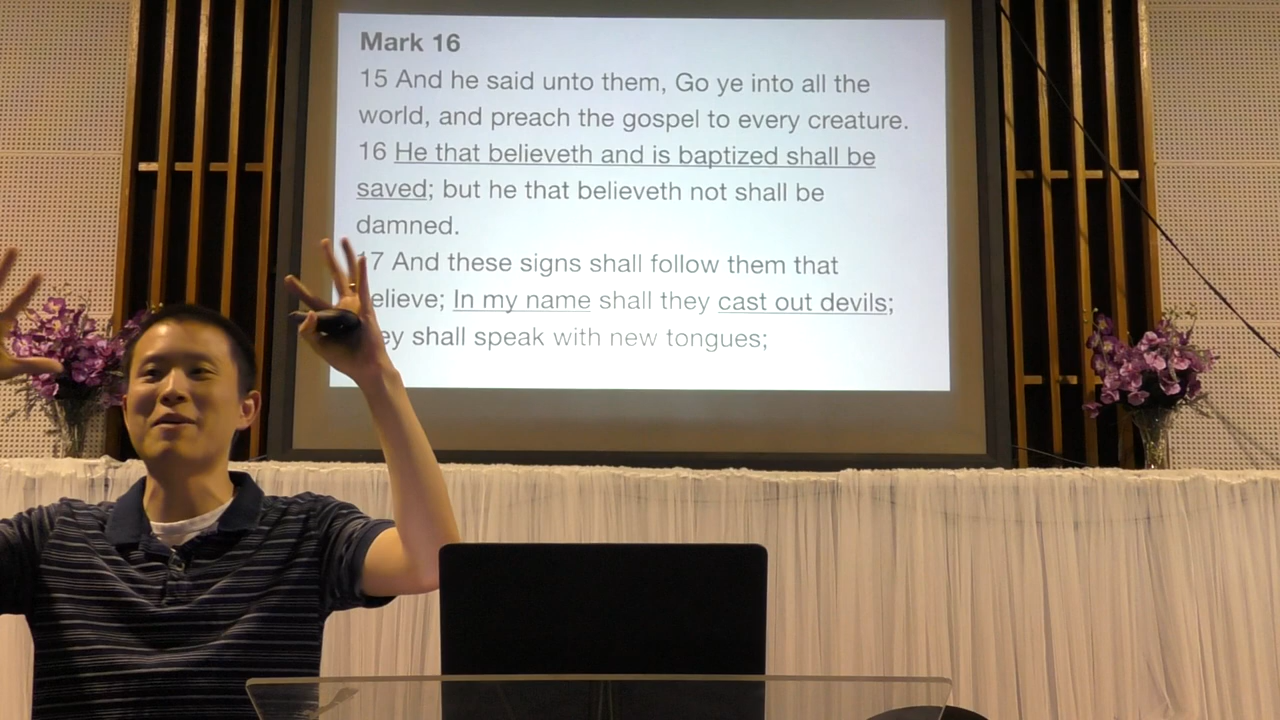 Mark 16
15 And he said unto them, Go ye into all the
world, and preach the gospel to every creature.
16 He that believeth and is baptized shall be
saved; but he that believeth not shall be
damned.
17 And these signs shall follow them that
elieve; In my name shall they cast out devils;
ey shall speak with new tongues;